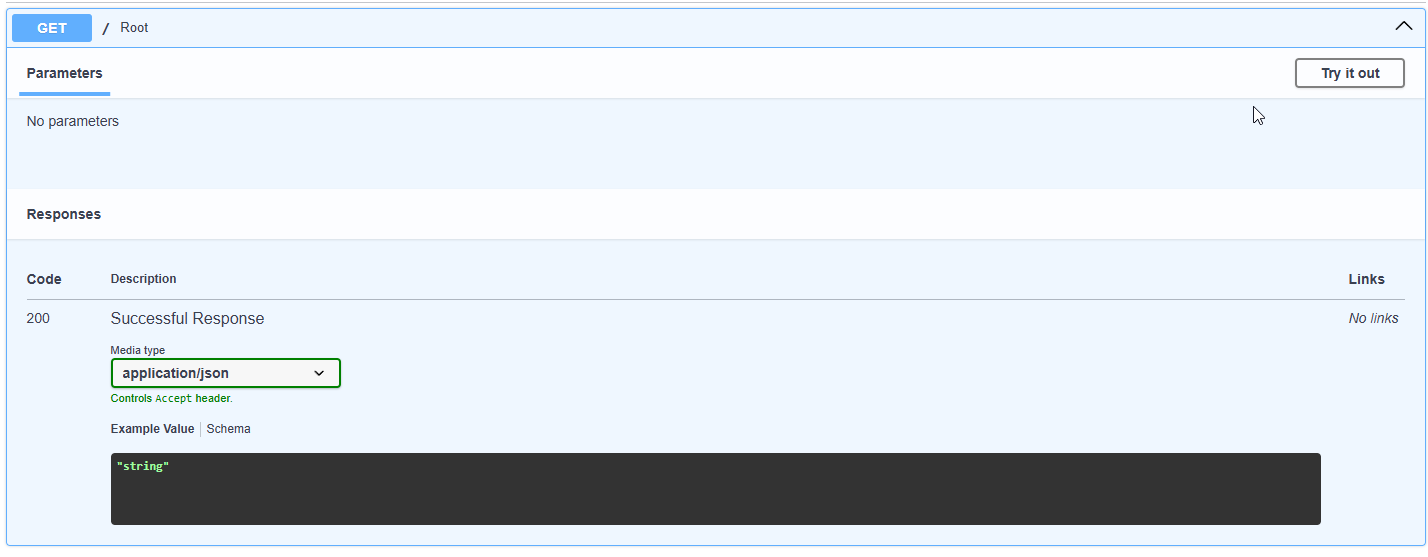 GET / Root
Parameters
Try it out
No parameters
Responses
Code Description Links
200 Successful Response No links
Media type
application/json
Controls Accept header.
Example Value Schema
"string"